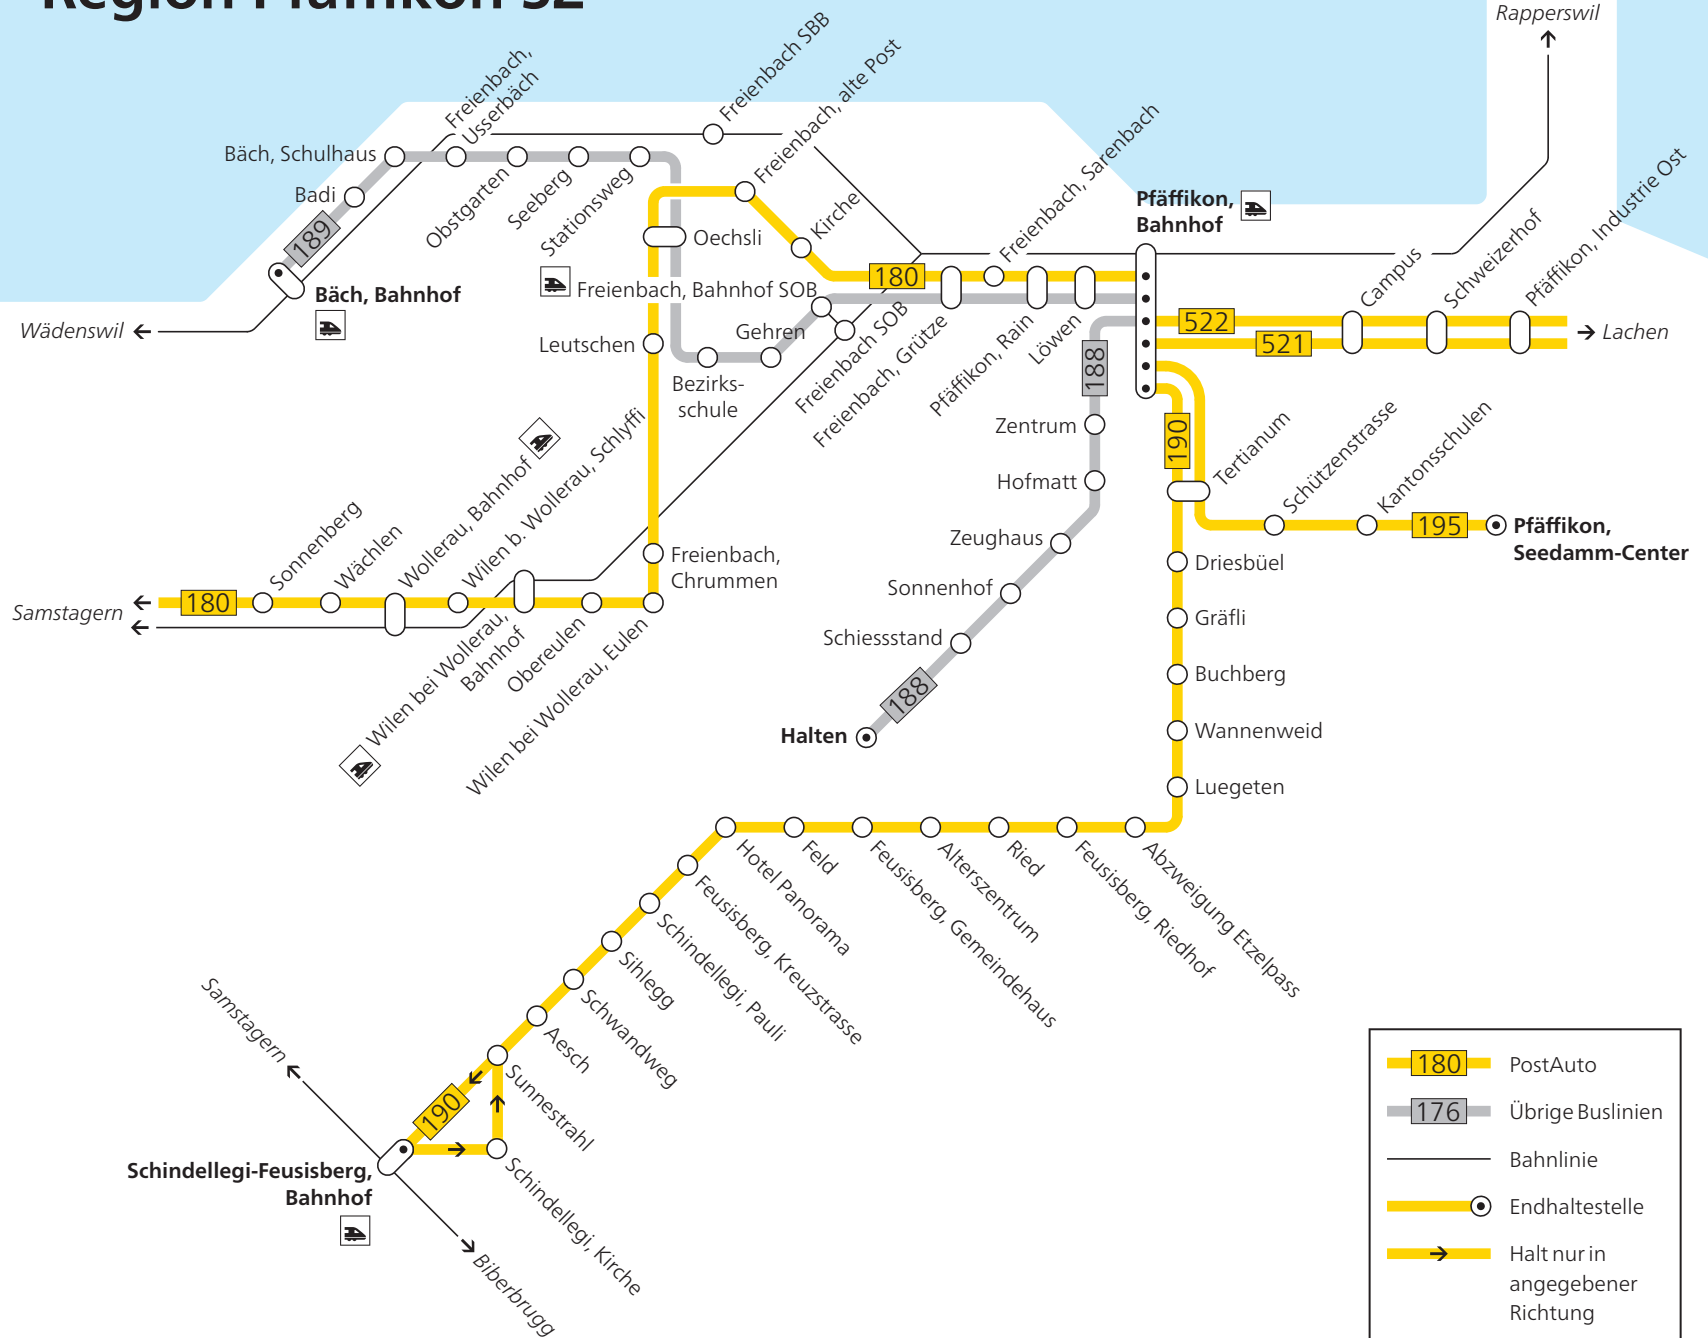 Region Pfäffikon SZ
Rapperswil
Freienbach,
Usserbäch
Freienbach SBB
Freienbach, alte Post
Bäch, Schulhaus
Badi
189
Obstgarten
Seeberg
Stationsweg
Oechsli
Kirche
Freienbach, Sarenbach
Pfäffikon,
Bahnhof
Campus
Schweizerhof
Pfäffikon, Industrie Ost
Bäch, Bahnhof
Wädenswil
Freienbach, Bahnhof SOB
180
522
521
Lachen
Leutschen
Gehren
Bezirks-
schule
Freienbach SOB
Freienbach, Grütze
Pfäffikon, Rain
Löwen
188
Zentrum
Hofmatt
Zeughaus
Sonnenhof
Schiessstand
188
Halten
190
Tertianum
Schützenstrasse
Kantonsschulen
195
Pfäffikon,
Seedamm-Center
Sonnenberg
Wächlen
Wollerau, Bahnhof
Wilen b. Wollerau, Schlyffi
Freienbach,
Chrummen
180
Samstagern
Wilen bei Wollerau,
Bahnhof
Obereulen
Wilen bei Wollerau, Eulen
Driesbüel
Gräfli
Buchberg
Wannenweid
Luegeten
Hotel Panorama
Feld
Feusisberg, Gemeindehaus
Alterszentrum
Ried
Feusisberg, Riedhof
Abzweigung Etzelpass
Feusisberg, Kreuzstrasse
Schindellegi, Pauli
Sihlegg
Schwandweg
Aesch
Sunnestrahl
190
Samstagern
Schindellegi-Feusisberg,
Bahnhof
Schindellegi, Kirche
Biberbrugg
180 PostAuto
176 Übrige Buslinien
Bahnlinie
Endhaltestelle
Halt nur in
angegebener
Richtung